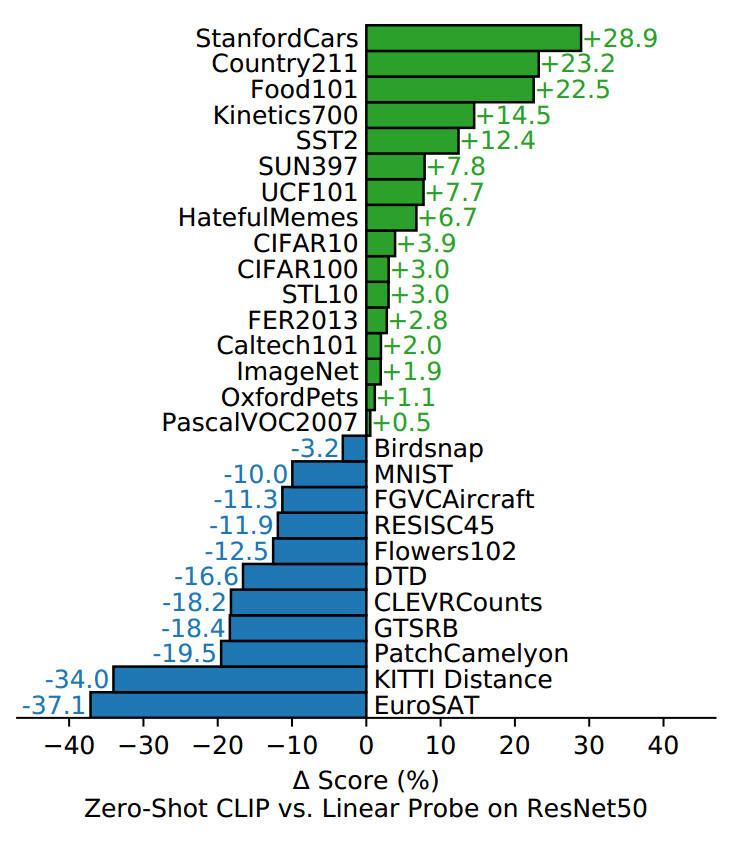 StanfordCars +28.9
Country211 +23.2
Food101 +22.5
Kinetics700 +14.5
SST2 +12.4
SUN397 +7.8
UCF101 +7.7
HatefulMemes +6.7
CIFAR10 +3.9
CIFAR100 +3.0
STL10 +3.0
FER2013 +2.8
Caltech101 +2.0
ImageNet +1.9
OxfordPets +1.1
PascalVOC2007 +0.5
-3.2 Birdsnap
-10.0 MNIST
-11.3 FGVCAircraft
-11.9 RESISC45
-12.5 Flowers102
-16.6 DTD
-18.2 CLEVRCounts
-18.4 GTSRB
-19.5 PatchCamelyon
-34.0 KITTI Distance
-37.1 EuroSAT
−40 −30 −20 −10 0 10 20 30 40
Δ Score (%)
Zero-Shot CLIP vs. Linear Probe on ResNet50